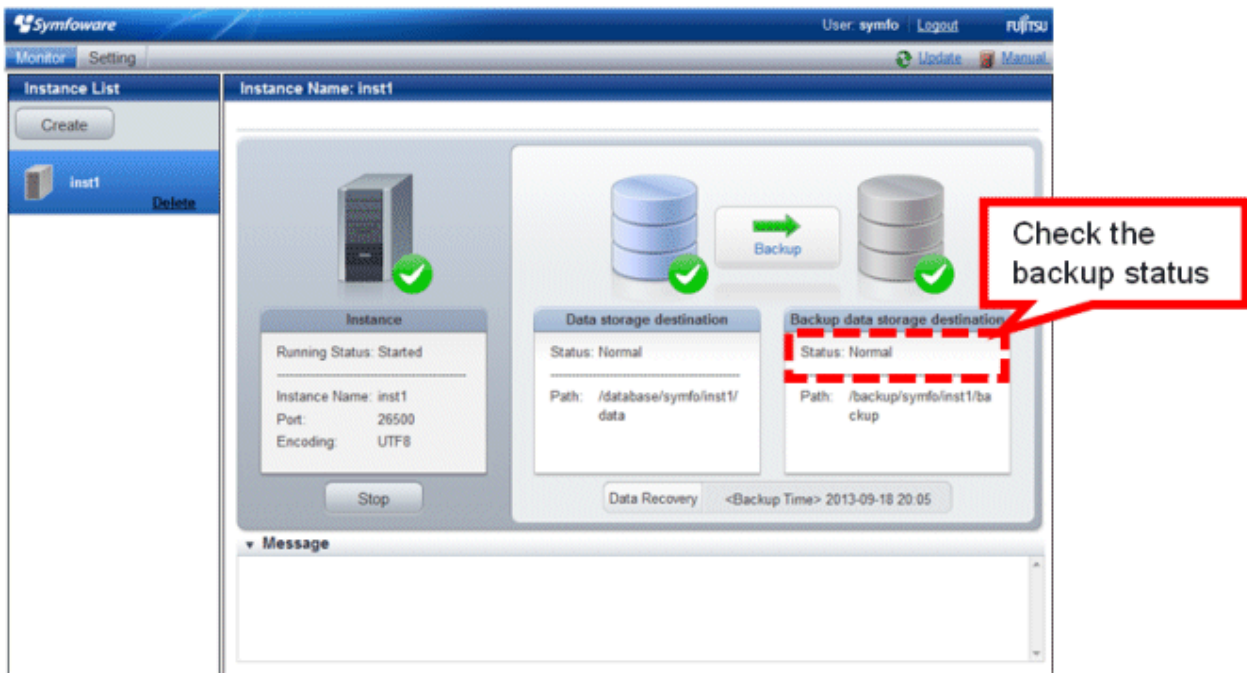 Symfoware
User: symfo Logout FUJITSU
Monitor Setting
Update Manual.
Instance List
Instance Name: inst1
Create
inst1
Delete
Backup
Check the
backup status
Instance
Running Status: Started
Instance Name: inst1
Port: 26500
Encoding: UTF8
Stop
Data storage destination
Status: Normal
Path: /database/symfo/inst1/
data
Backup data storage destination
Status: Normal
Path: /backup/symfo/inst1/ba
ckup
Data Recovery <Backup Time> 2013-09-18 20:05
Message